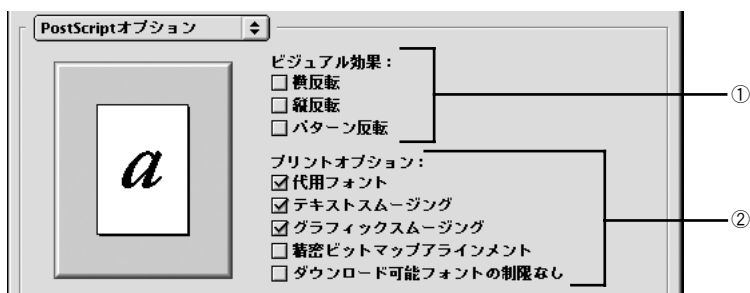 PostScriptオプション
ビジュアル効果：
横反転
縦反転
パターン反転
①
a
プリントオプション：
代用フォント
テキストスムージング
グラフィックスムージング
②
精密ビットマップアラインメント
ダウンロード可能フォントの制限なし